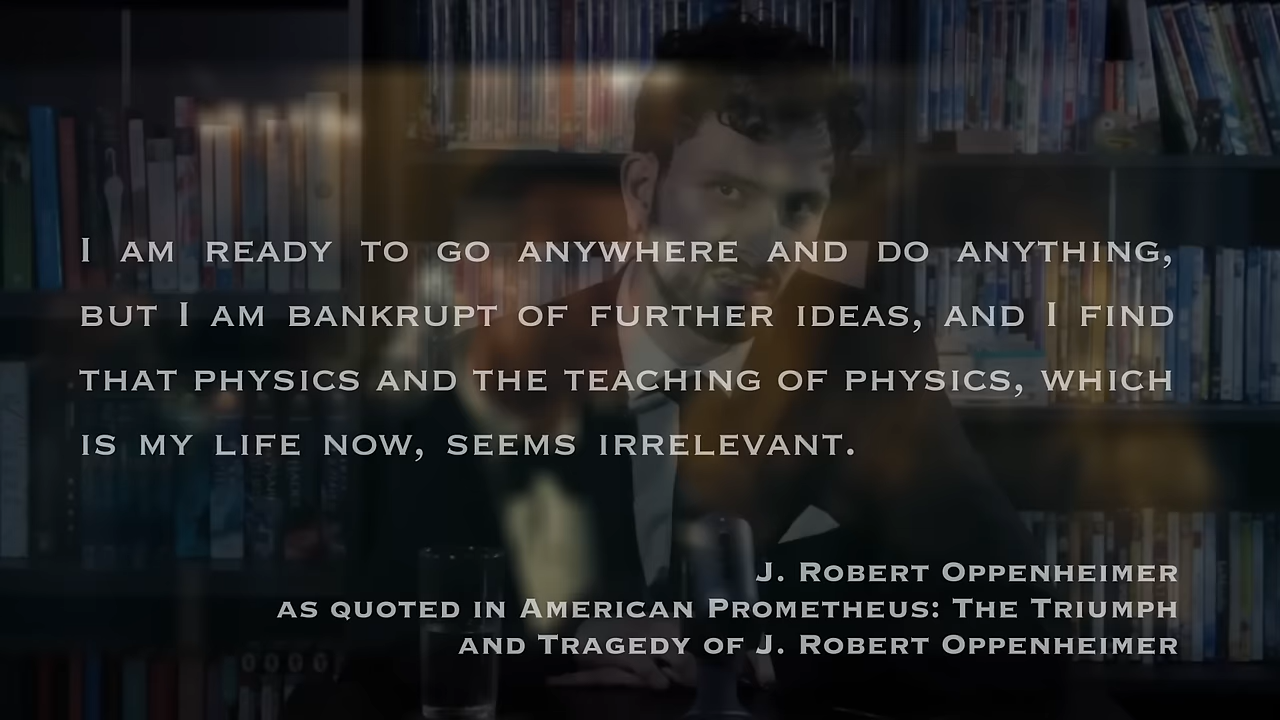 I AM READY TO GO ANYWHERE AND DO ANYTHING,
BUT I AM BANKRUPT OF FURTHER IDEAS, AND I FIND
THAT PHYSICS AND THE TEACHING OF PHYSICS, WHICH
IS MY LIFE NOW, SEEMS IRRELEVANT.
J. ROBERT OPPENHEIMER
AS QUOTED IN AMERICAN PROMETHEUS: THE TRIUMPH
AND TRAGEDY OF J. ROBERT OPPENHEIMER
0000